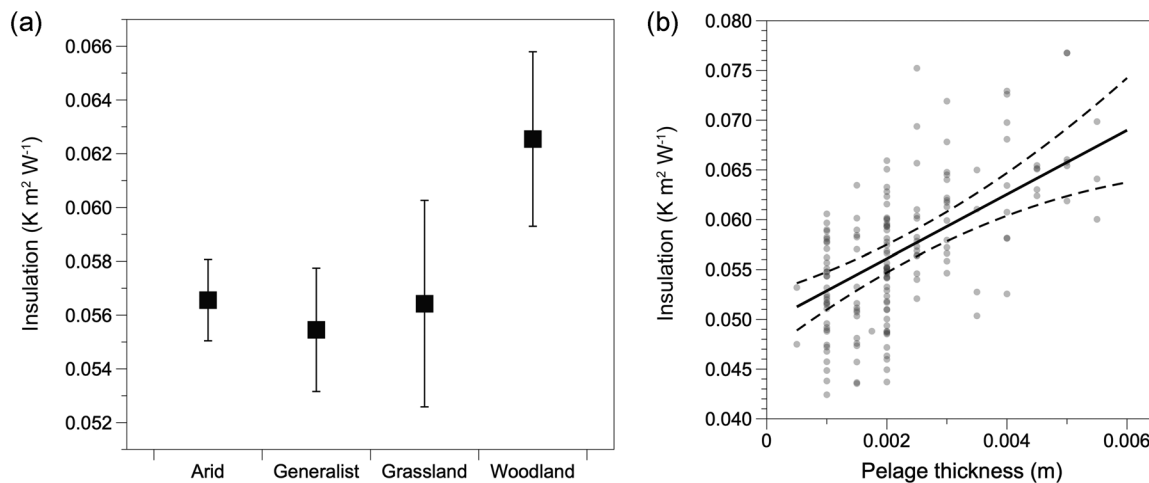 (a)
Insulation (K m² W⁻¹)
0.066
0.064
0.062
0.060
0.058
0.056
0.054
0.052
Arid Generalist Grassland Woodland
(b)
Insulation (K m² W⁻¹)
0.080
0.075
0.070
0.065
0.060
0.055
0.050
0.045
0.040
0 0.002 0.004 0.006
Pelage thickness (m)